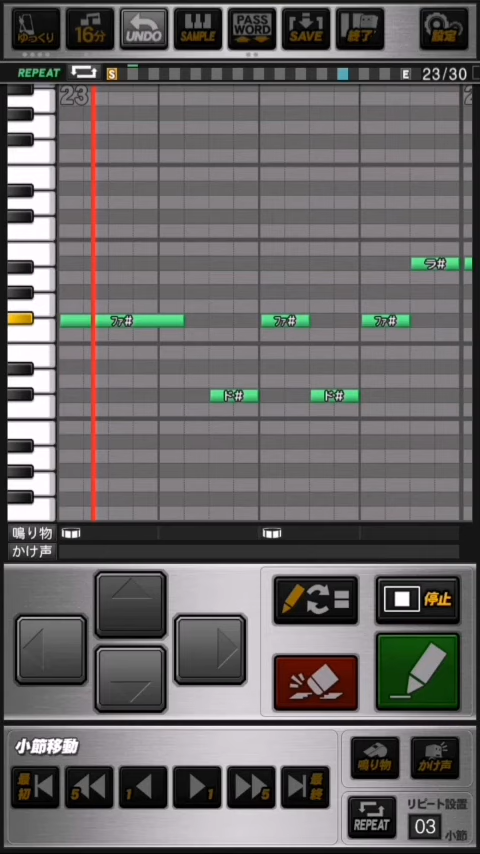 ゆっくり 16分 UNDO SAMPLE PASS WORD SAVE 終了 設定
REPEAT S E 23/30
23 2
ラ#
ファ# ファ# ファ#
ド# ド#
鳴り物
かけ声
停止
小節移動
最初 5 1 1 5 最終
鳴り物 かけ声
REPEAT リピート設置 03 小節